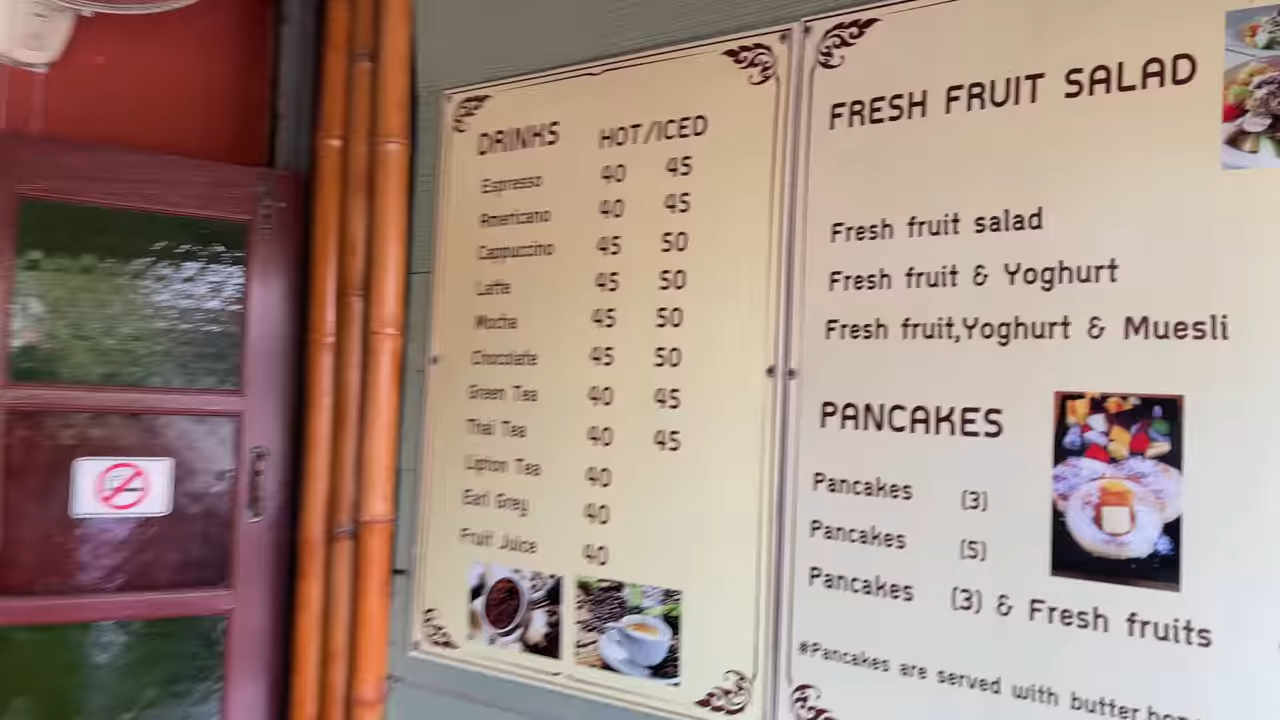 DRINKS HOT/ICED
Espresso 40 45
Americano 40 45
Cappuccino 45 50
Latte 45 50
Mocha 45 50
Chocolate 45 50
Green Tea 40 45
Thai Tea 40 45
Lipton Tea 40
Earl Grey 40
Fruit Juice 40
FRESH FRUIT SALAD
Fresh fruit salad
Fresh fruit & Yoghurt
Fresh fruit,Yoghurt & Muesli
PANCAKES
Pancakes (3)
Pancakes (5)
Pancakes (3) & Fresh fruits
*Pancakes are served with butter